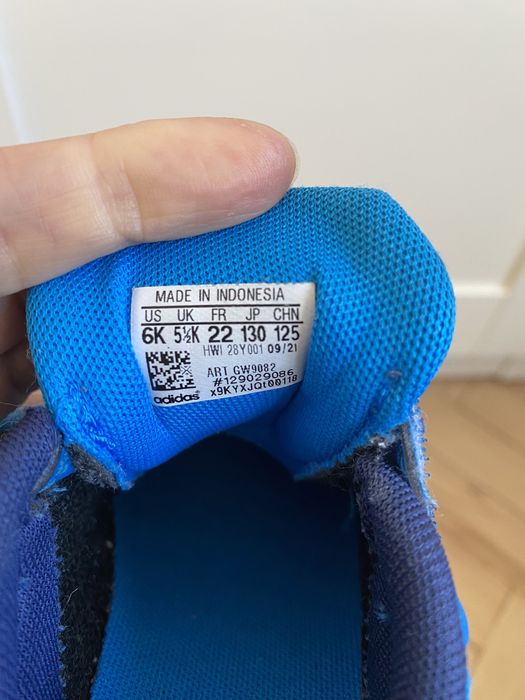 MADE IN INDONESIA
US UK FR JP CHN
6K 5½K 22 130 125
HWI 28Y001 09/21
ART GW9082
#129029086
x9KYXJQt00118
adidas